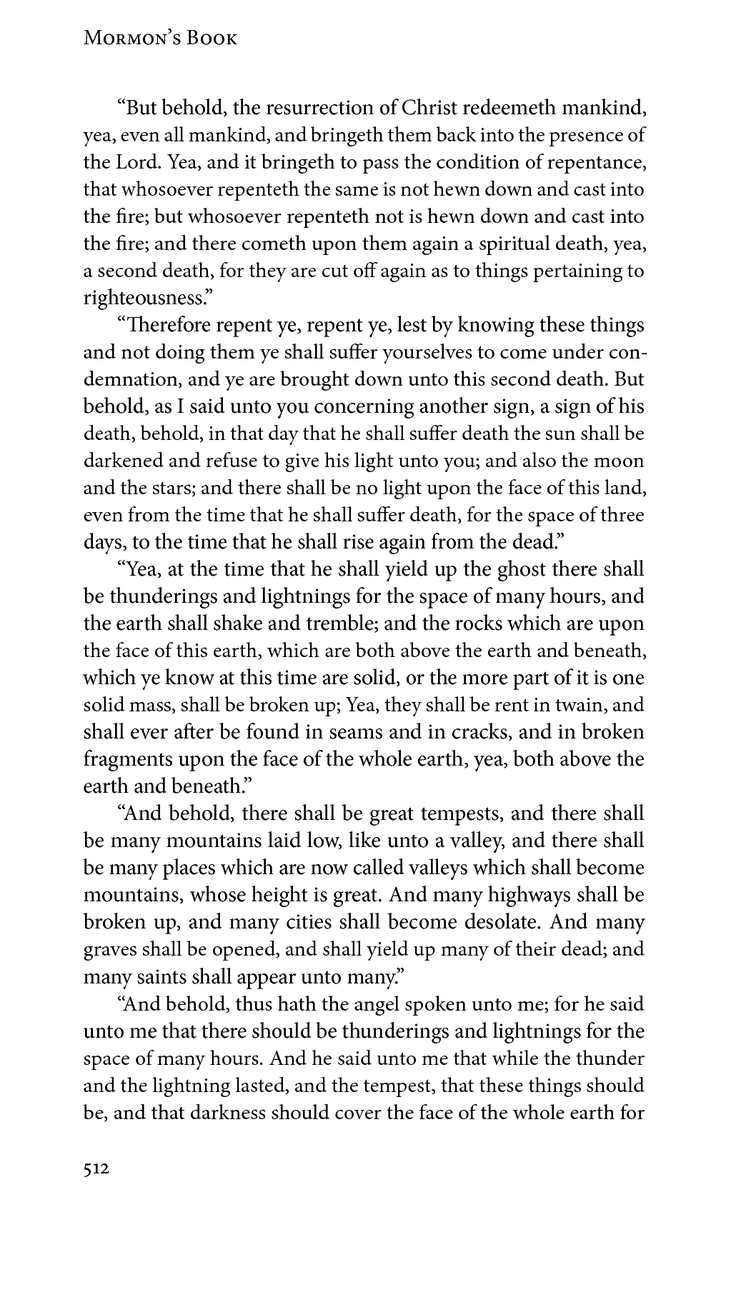 Mormon’s Book
“But behold, the resurrection of Christ redeemeth mankind,
yea, even all mankind, and bringeth them back into the presence of
the Lord. Yea, and it bringeth to pass the condition of repentance,
that whosoever repenteth the same is not hewn down and cast into
the fire; but whosoever repenteth not is hewn down and cast into
the fire; and there cometh upon them again a spiritual death, yea,
a second death, for they are cut off again as to things pertaining to
righteousness.”
“Therefore repent ye, repent ye, lest by knowing these things
and not doing them ye shall suffer yourselves to come under con-
demnation, and ye are brought down unto this second death. But
behold, as I said unto you concerning another sign, a sign of his
death, behold, in that day that he shall suffer death the sun shall be
darkened and refuse to give his light unto you; and also the moon
and the stars; and there shall be no light upon the face of this land,
even from the time that he shall suffer death, for the space of three
days, to the time that he shall rise again from the dead.”
“Yea, at the time that he shall yield up the ghost there shall
be thunderings and lightnings for the space of many hours, and
the earth shall shake and tremble; and the rocks which are upon
the face of this earth, which are both above the earth and beneath,
which ye know at this time are solid, or the more part of it is one
solid mass, shall be broken up; Yea, they shall be rent in twain, and
shall ever after be found in seams and in cracks, and in broken
fragments upon the face of the whole earth, yea, both above the
earth and beneath.”
“And behold, there shall be great tempests, and there shall
be many mountains laid low, like unto a valley, and there shall
be many places which are now called valleys which shall become
mountains, whose height is great. And many highways shall be
broken up, and many cities shall become desolate. And many
graves shall be opened, and shall yield up many of their dead; and
many saints shall appear unto many.”
“And behold, thus hath the angel spoken unto me; for he said
unto me that there should be thunderings and lightnings for the
space of many hours. And he said unto me that while the thunder
and the lightning lasted, and the tempest, that these things should
be, and that darkness should cover the face of the whole earth for
512